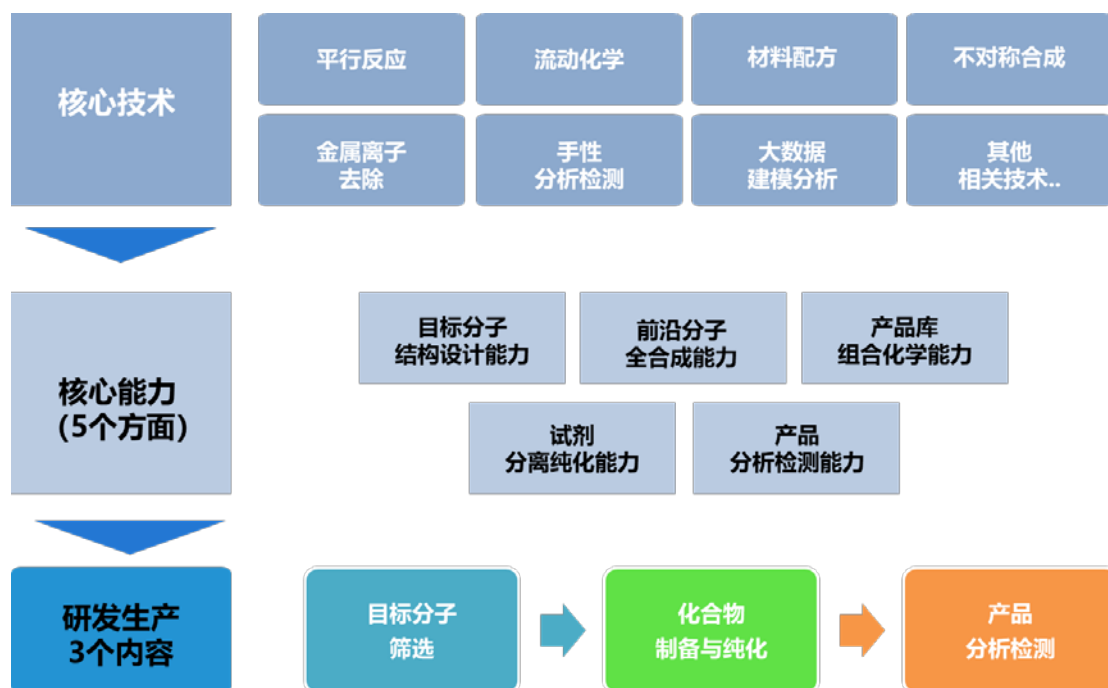 核心技术
平行反应
流动化学
材料配方
不对称合成
金属离子
去除
手性
分析检测
大数据
建模分析
其他
相关技术..
核心能力
（5个方面）
目标分子
结构设计能力
前沿分子
全合成能力
产品库
组合化学能力
试剂
分离纯化能力
产品
分析检测能力
研发生产
3个内容
目标分子
筛选
化合物
制备与纯化
产品
分析检测